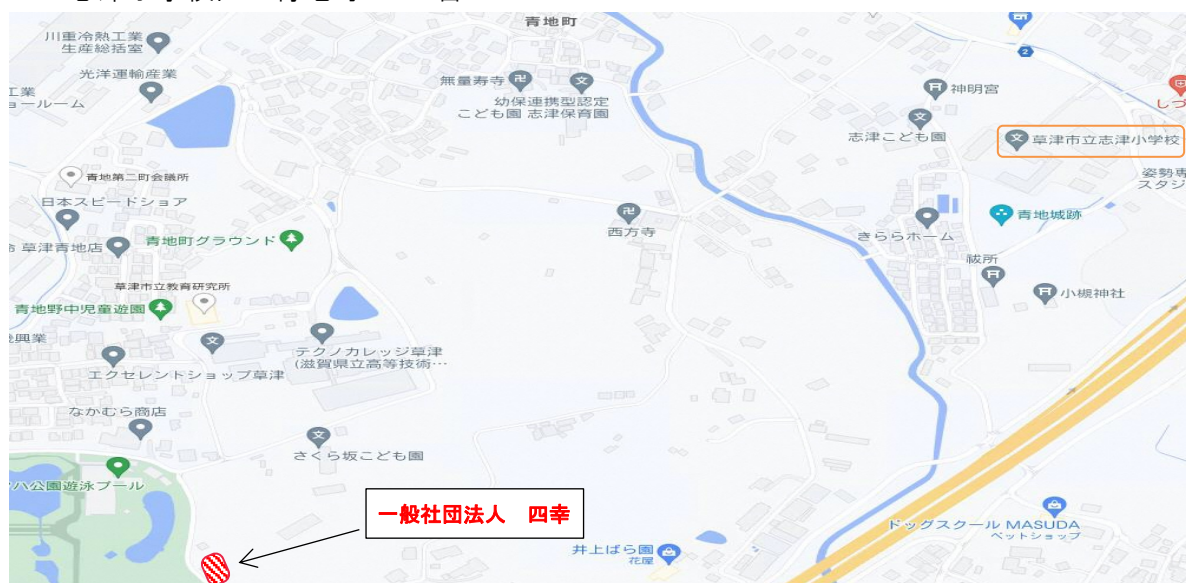 青地町
川重冷熱工業
生産総括室
光洋運輸産業
工業
ョールーム
無量寿寺
幼保連携型認定
こども園 志津保育園
2
神明宮
しづ
志津こども園
草津市立志津小学校
姿勢専
スタジ
青地第二町会議所
日本スピードショア
西方寺
青地城跡
きららホーム
草津青地店
青地町グラウンド
祓所
草津市立教育研究所
小槻神社
青地野中児童遊園
興業
テクノカレッジ草津
(滋賀県立高等技術…
エクセレントショップ草津
なかむら商店
さくら坂こども園
ハ公園遊泳プール
一般社団法人 四幸
ドッグスクール MASUDA
ペットショップ
井上ばら園
花屋